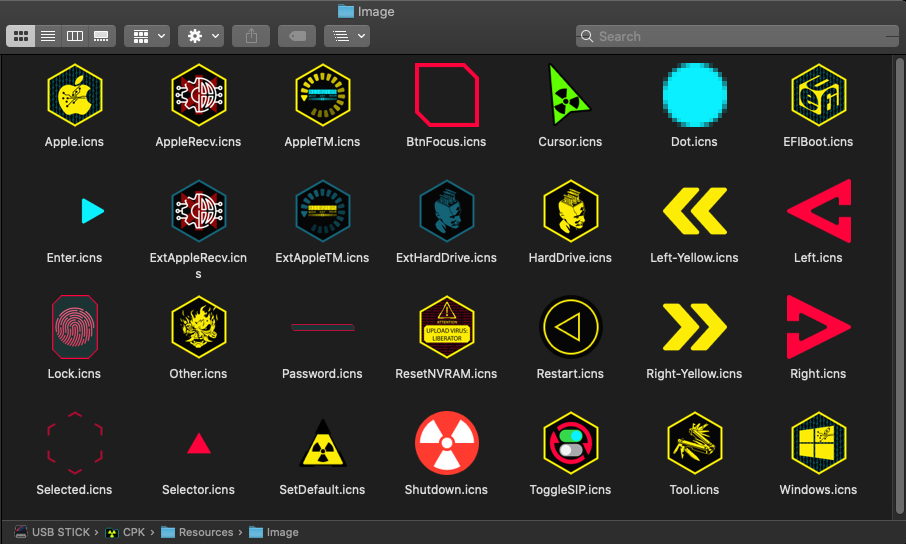 Image
Search
Apple.icns
AppleRecv.icns
AppleTM.icns
BtnFocus.icns
Cursor.icns
Dot.icns
EFIBoot.icns
Enter.icns
ExtAppleRecv.icn
s
ExtAppleTM.icns
ExtHardDrive.icns
HardDrive.icns
Left-Yellow.icns
Left.icns
Lock.icns
Other.icns
Password.icns
ATTENTION
UPLOAD VIRUS
LIBERATOR
ResetNVRAM.icns
Restart.icns
Right-Yellow.icns
Right.icns
Selected.icns
Selector.icns
SetDefault.icns
Shutdown.icns
ToggleSIP.icns
Tool.icns
Windows.icns
USB STICK › CPK › Resources › Image